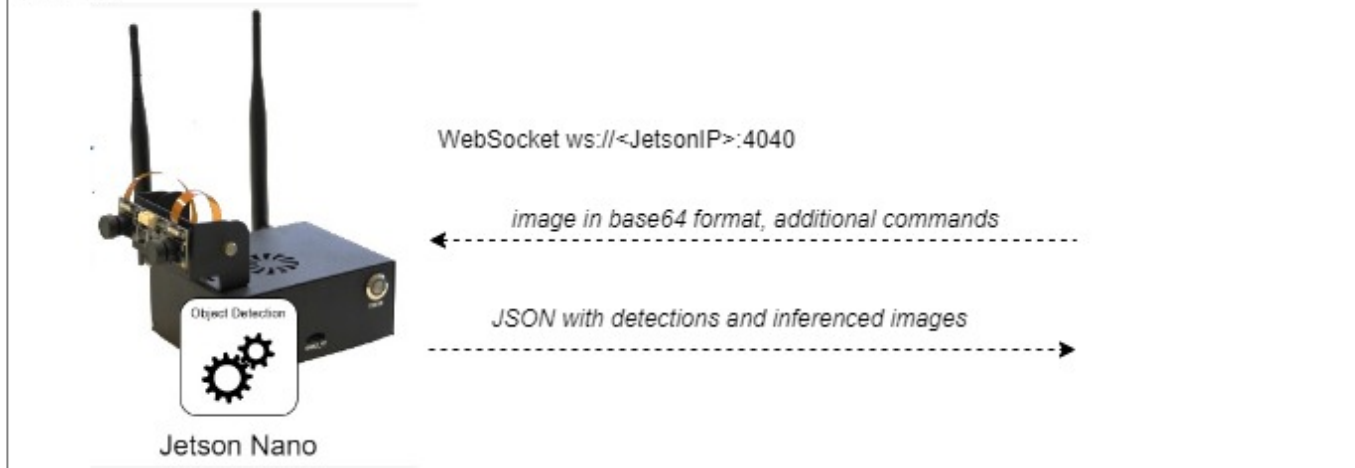 WebSocket ws://<JetsonIP>:4040
image in base64 format, additional commands
Object Detection
JSON with detections and inferenced images
Jetson Nano